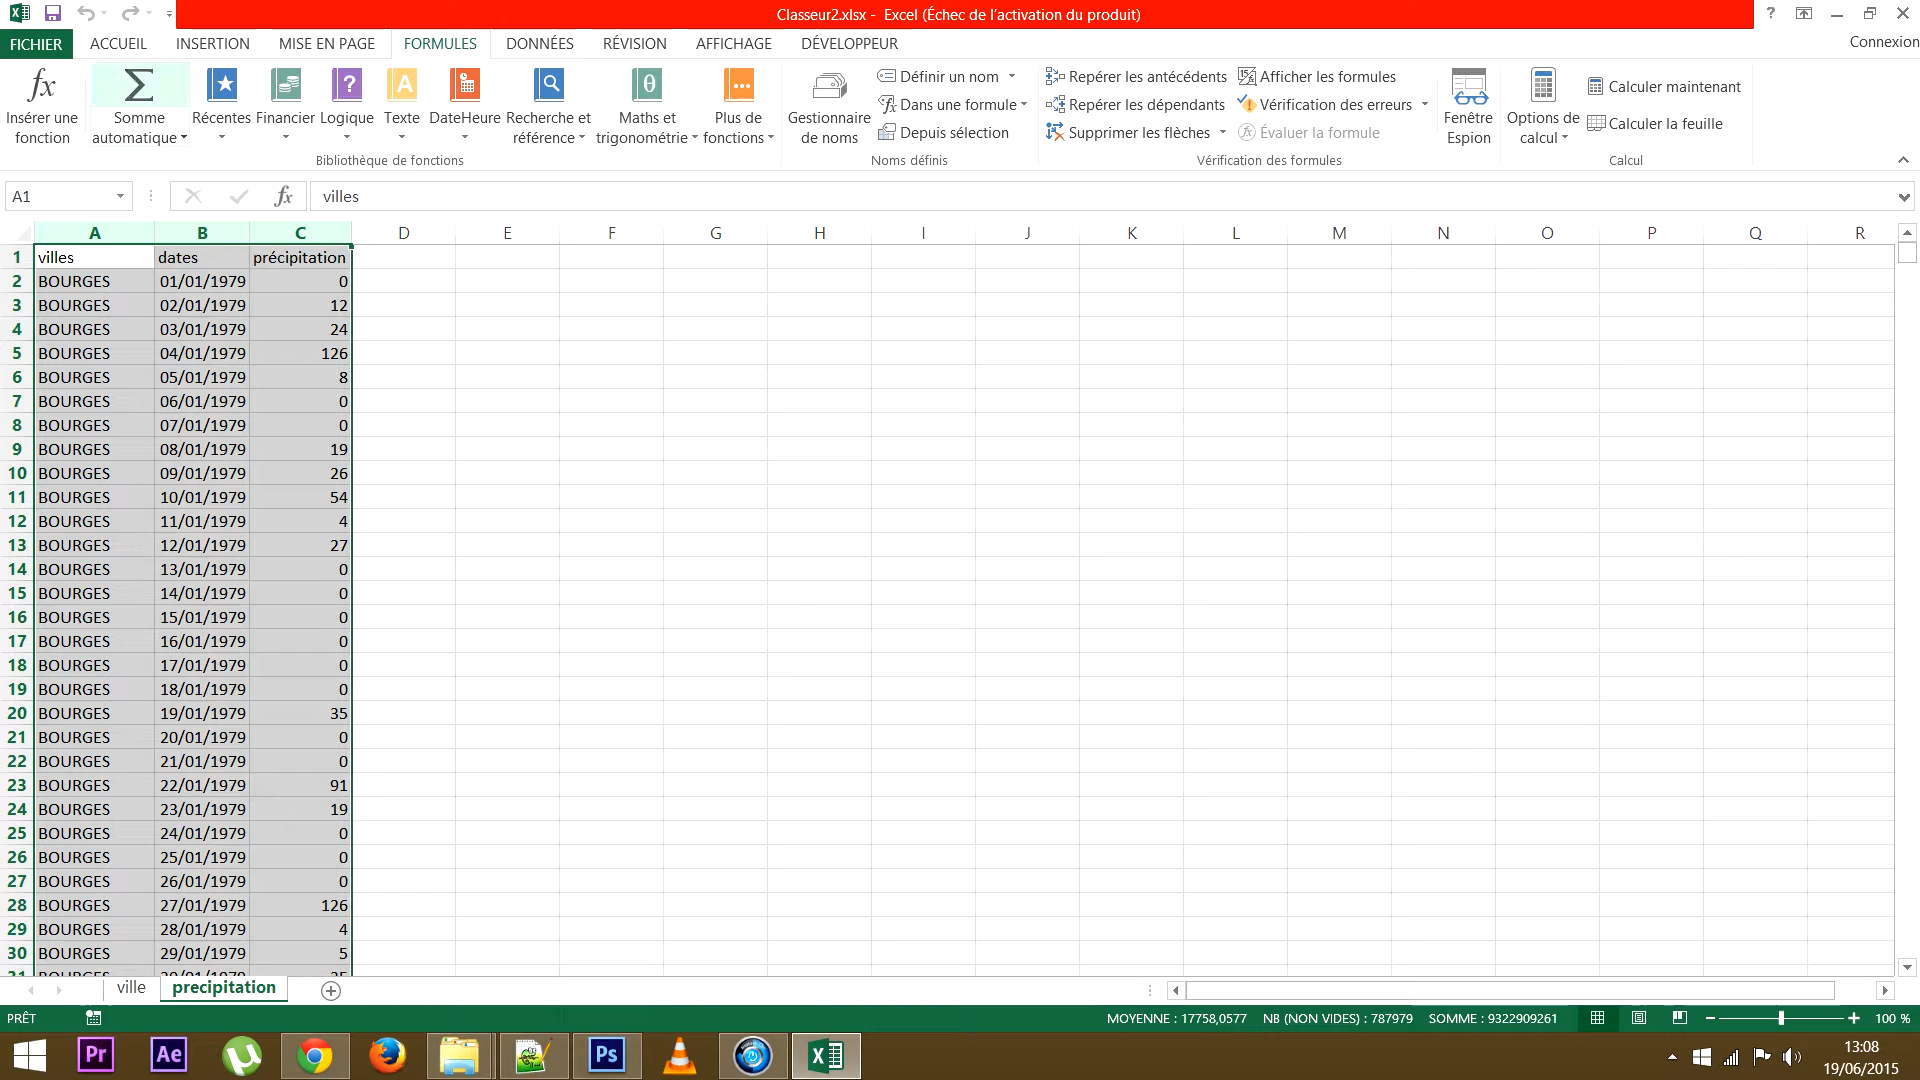 Classeur2.xlsx - Excel (Échec de l’activation du produit)
?
FICHIER ACCUEIL INSERTION MISE EN PAGE FORMULES DONNÉES RÉVISION AFFICHAGE DÉVELOPPEUR Connexion
Insérer une fonction
Somme automatique
Récentes
Financier
Logique
Texte
DateHeure
Recherche et référence
Maths et trigonométrie
Plus de fonctions
Bibliothèque de fonctions
Gestionnaire de noms
Définir un nom
Dans une formule
Depuis sélection
Noms définis
Repérer les antécédents
Repérer les dépendants
Supprimer les flèches
Afficher les formules
Vérification des erreurs
Évaluer la formule
Vérification des formules
Fenêtre Espion
Options de calcul
Calculer maintenant
Calculer la feuille
Calcul
A1 fx villes
A B C D E F G H I J K L M N O P Q R
1 villes dates précipitation
2 BOURGES 01/01/1979 0
3 BOURGES 02/01/1979 12
4 BOURGES 03/01/1979 24
5 BOURGES 04/01/1979 126
6 BOURGES 05/01/1979 8
7 BOURGES 06/01/1979 0
8 BOURGES 07/01/1979 0
9 BOURGES 08/01/1979 19
10 BOURGES 09/01/1979 26
11 BOURGES 10/01/1979 54
12 BOURGES 11/01/1979 4
13 BOURGES 12/01/1979 27
14 BOURGES 13/01/1979 0
15 BOURGES 14/01/1979 0
16 BOURGES 15/01/1979 0
17 BOURGES 16/01/1979 0
18 BOURGES 17/01/1979 0
19 BOURGES 18/01/1979 0
20 BOURGES 19/01/1979 35
21 BOURGES 20/01/1979 0
22 BOURGES 21/01/1979 0
23 BOURGES 22/01/1979 91
24 BOURGES 23/01/1979 19
25 BOURGES 24/01/1979 0
26 BOURGES 25/01/1979 0
27 BOURGES 26/01/1979 0
28 BOURGES 27/01/1979 126
29 BOURGES 28/01/1979 4
30 BOURGES 29/01/1979 5
ville precipitation
PRÊT MOYENNE : 17758,0577 NB (NON VIDES) : 787979 SOMME : 9322909261 100 %
Pr Ae Ps
13:08
19/06/2015